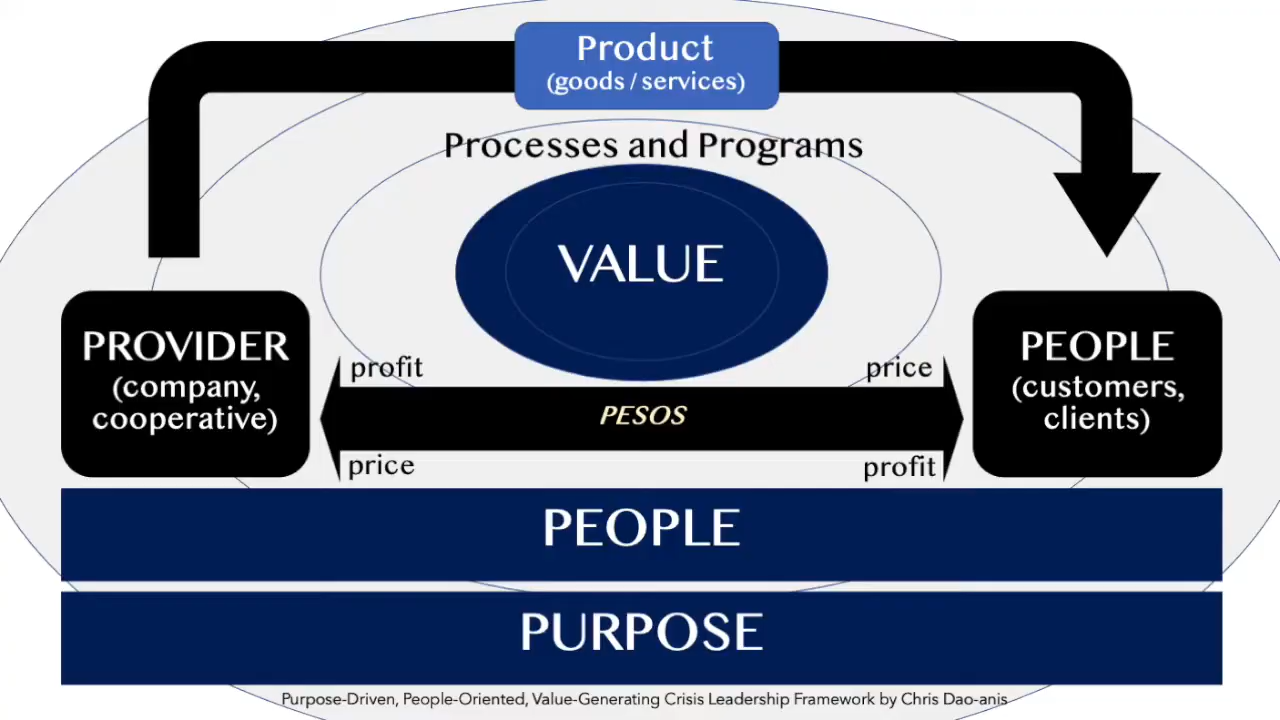 Product
(goods / services)
Processes and Programs
VALUE
PROVIDER
(company,
cooperative)
profit
price
PESOS
price
profit
PEOPLE
(customers,
clients)
PEOPLE
PURPOSE
Purpose-Driven, People-Oriented, Value-Generating Crisis Leadership Framework by Chris Dao-anis